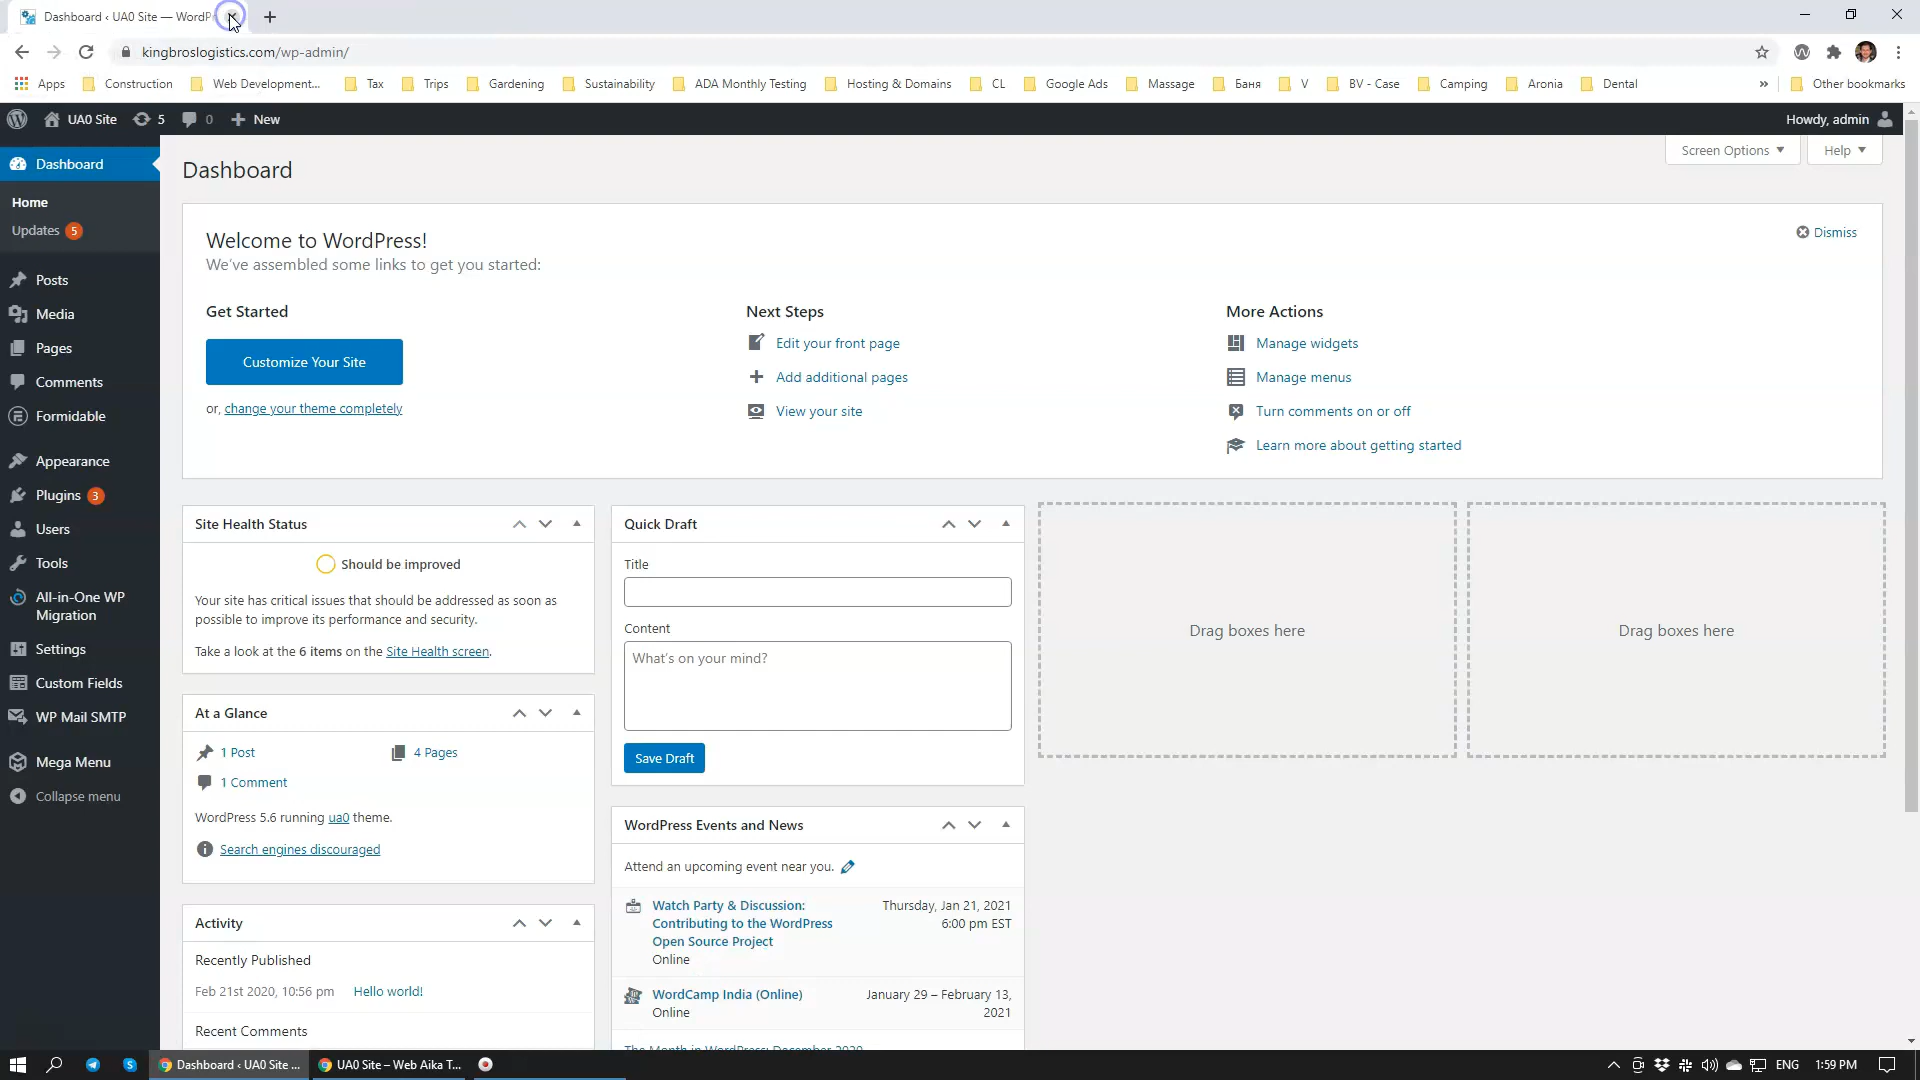 Dashboard ‹ UA0 Site — WordP
kingbroslogistics.com/wp-admin/
Apps Construction Web Development... Tax Trips Gardening Sustainability ADA Monthly Testing Hosting & Domains CL Google Ads Massage Баня V BV - Case Camping Aronia Dental » Other bookmarks
UA0 Site 5 0 New Howdy, admin
Dashboard
Home
Updates 5
Posts
Media
Pages
Comments
Formidable
Appearance
Plugins 3
Users
Tools
All-in-One WP
Migration
Settings
Custom Fields
WP Mail SMTP
Mega Menu
Collapse menu
Screen Options Help
Dashboard
Welcome to WordPress!
Dismiss
We've assembled some links to get you started:
Get Started
Customize Your Site
or, change your theme completely
Next Steps
Edit your front page
Add additional pages
View your site
More Actions
Manage widgets
Manage menus
Turn comments on or off
Learn more about getting started
Site Health Status
Should be improved
Your site has critical issues that should be addressed as soon as
possible to improve its performance and security.
Take a look at the 6 items on the Site Health screen.
At a Glance
1 Post 4 Pages
1 Comment
WordPress 5.6 running ua0 theme.
Search engines discouraged
Activity
Recently Published
Feb 21st 2020, 10:56 pm Hello world!
Recent Comments
Quick Draft
Title
Content
What's on your mind?
Save Draft
WordPress Events and News
Attend an upcoming event near you.
Watch Party & Discussion:
Contributing to the WordPress
Open Source Project
Online
Thursday, Jan 21, 2021
6:00 pm EST
WordCamp India (Online)
Online
January 29 – February 13,
2021
The Month in WordPress: December 2020
Drag boxes here
Drag boxes here
Dashboard ‹ UA0 Site ... UA0 Site – Web Aika T... ENG 1:59 PM